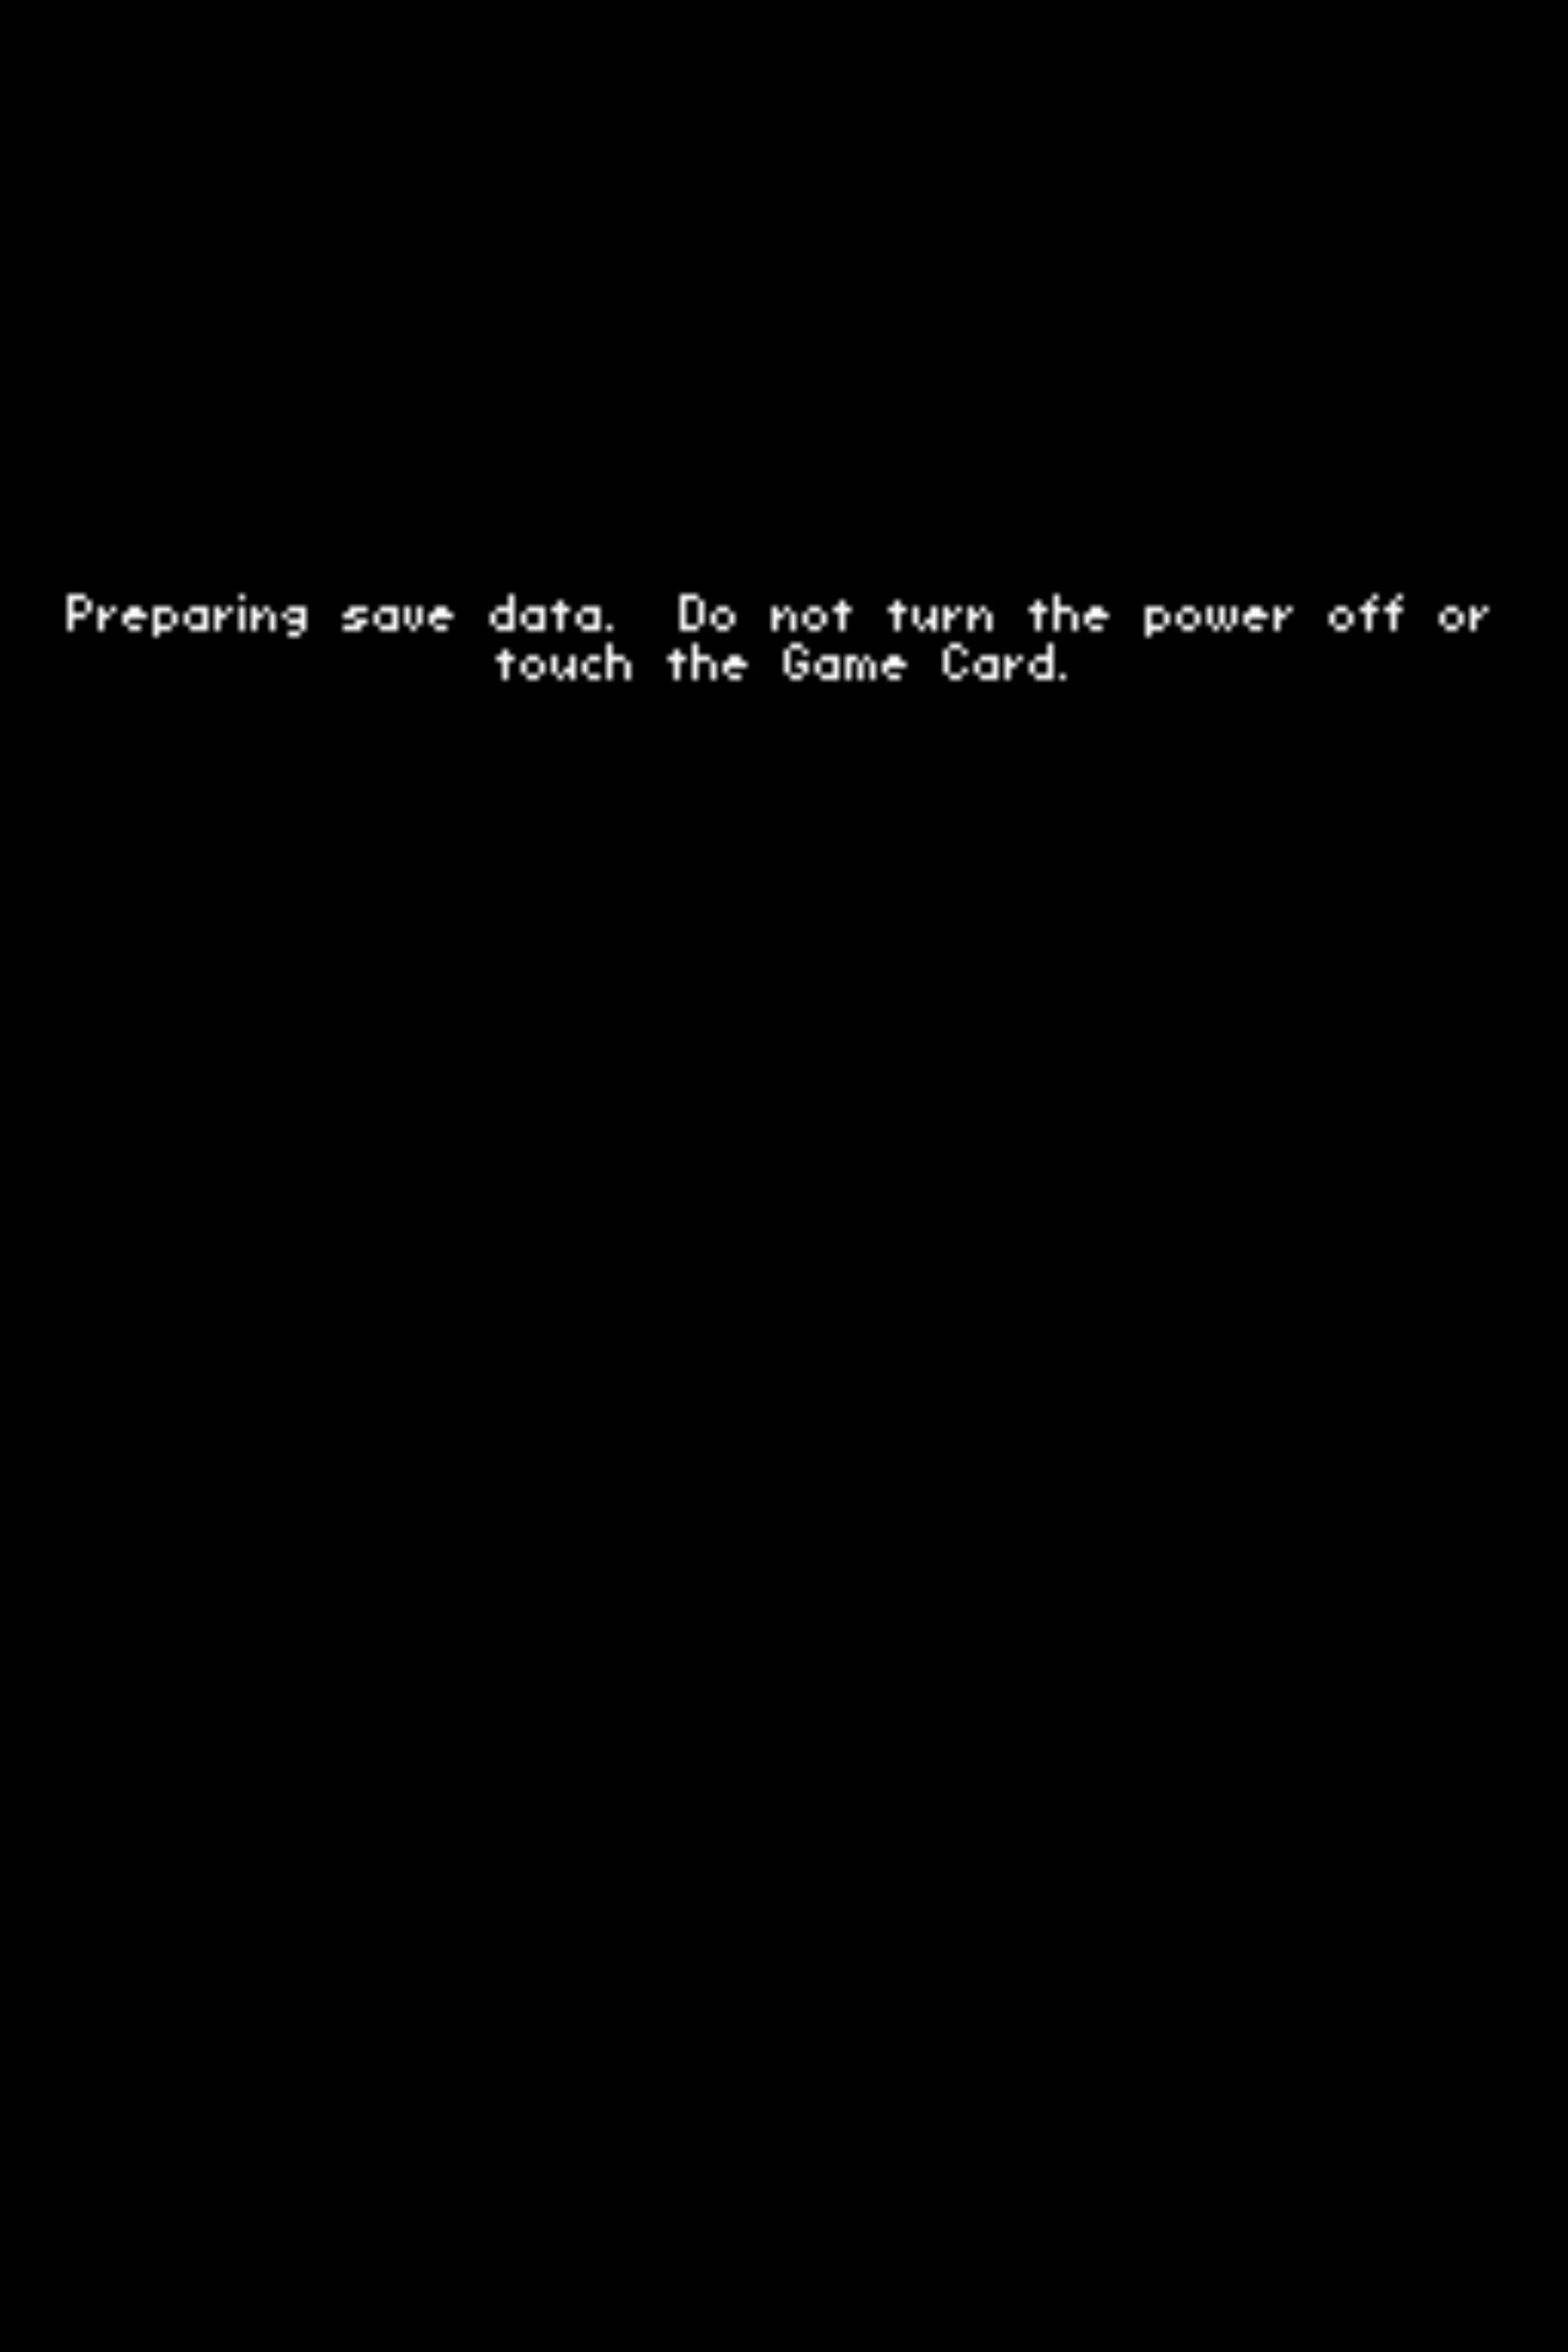 Preparing save data.  Do not turn the power off or
touch the Game Card.